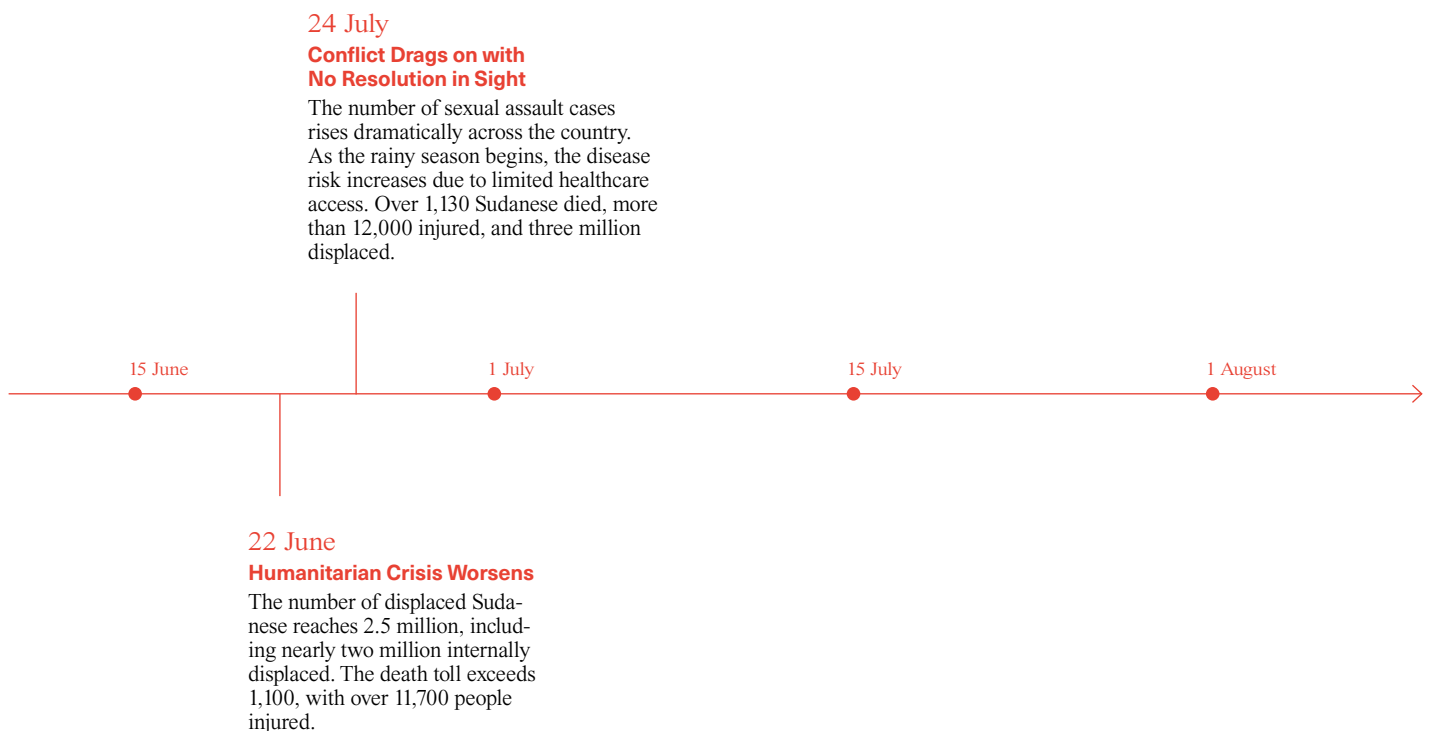 24 July
Conflict Drags on with
No Resolution in Sight
The number of sexual assault cases
rises dramatically across the country.
As the rainy season begins, the disease
risk increases due to limited healthcare
access. Over 1,130 Sudanese died, more
than 12,000 injured, and three million
displaced.
15 June
1 July
15 July
1 August
22 June
Humanitarian Crisis Worsens
The number of displaced Suda-
nese reaches 2.5 million, includ-
ing nearly two million internally
displaced. The death toll exceeds
1,100, with over 11,700 people
injured.